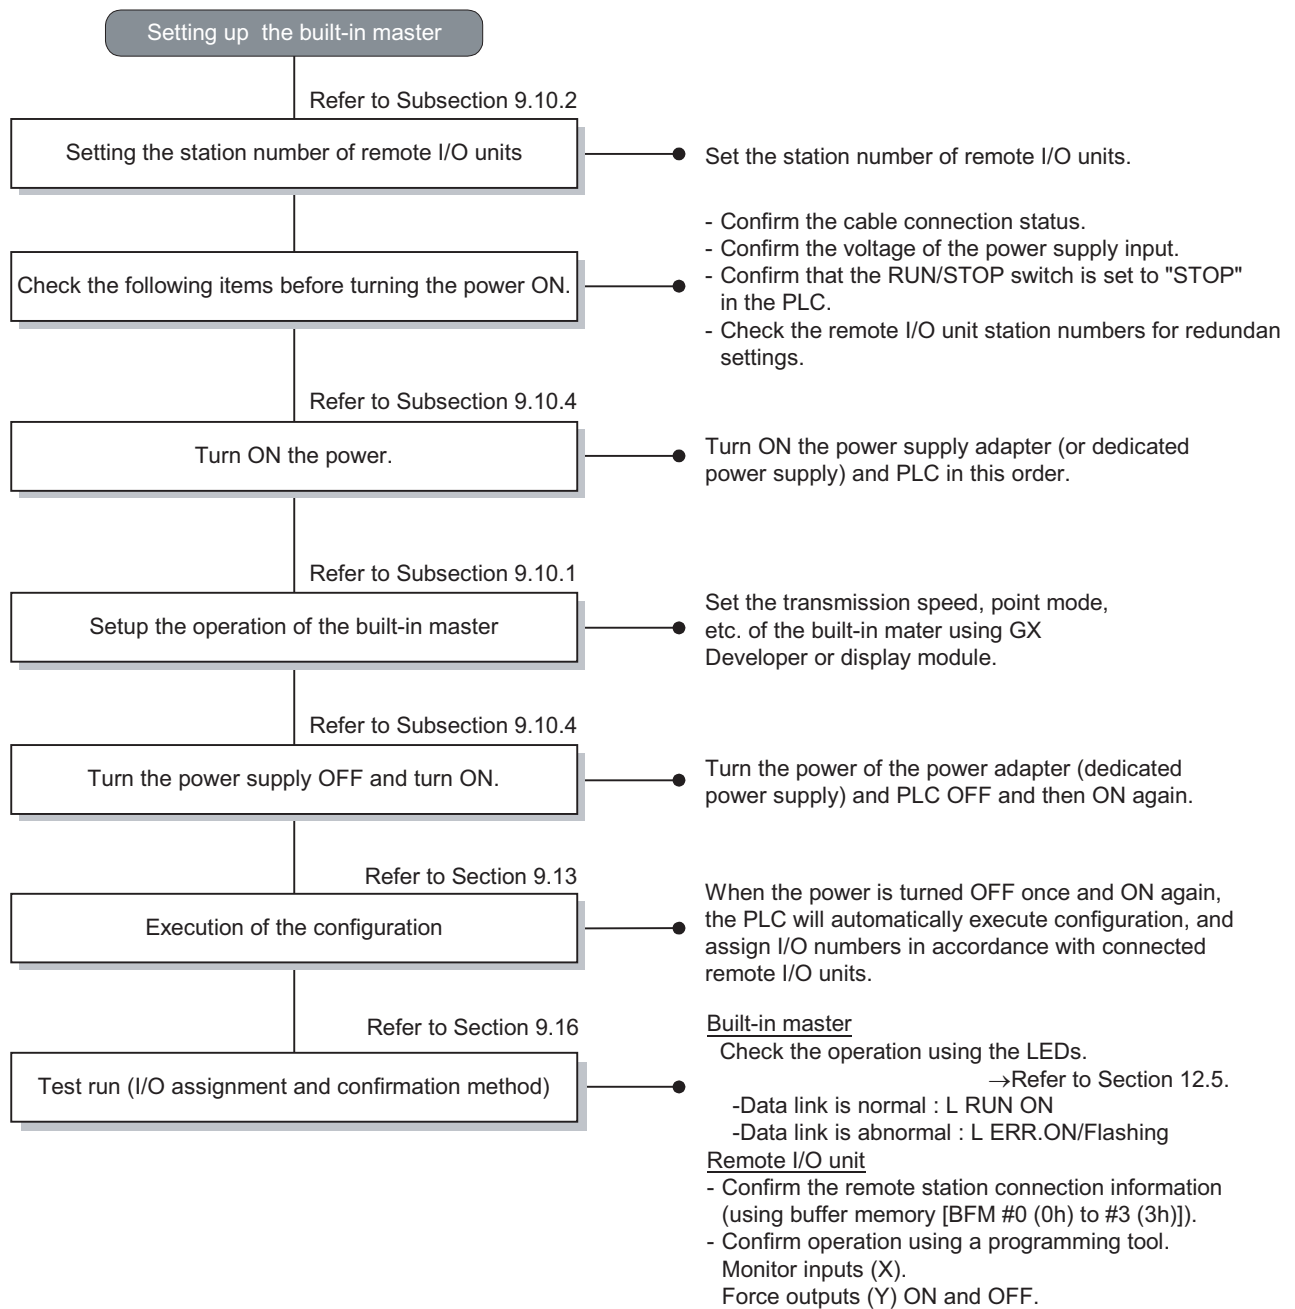 Setting up the built-in master
Refer to Subsection 9.10.2
Setting the station number of remote I/O units
Set the station number of remote I/O units.
Check the following items before turning the power ON.
- Confirm the cable connection status.
- Confirm the voltage of the power supply input.
- Confirm that the RUN/STOP switch is set to "STOP"
in the PLC.
- Check the remote I/O unit station numbers for redundan
settings.
Refer to Subsection 9.10.4
Turn ON the power.
Turn ON the power supply adapter (or dedicated
power supply) and PLC in this order.
Refer to Subsection 9.10.1
Setup the operation of the built-in master
Set the transmission speed, point mode,
etc. of the built-in mater using GX
Developer or display module.
Refer to Subsection 9.10.4
Turn the power supply OFF and turn ON.
Turn the power of the power adapter (dedicated
power supply) and PLC OFF and then ON again.
Refer to Section 9.13
Execution of the configuration
When the power is turned OFF once and ON again,
the PLC will automatically execute configuration, and
assign I/O numbers in accordance with connected
remote I/O units.
Refer to Section 9.16
Test run (I/O assignment and confirmation method)
Built-in master
Check the operation using the LEDs.
→Refer to Section 12.5.
-Data link is normal : L RUN ON
-Data link is abnormal : L ERR.ON/Flashing
Remote I/O unit
- Confirm the remote station connection information
(using buffer memory [BFM #0 (0h) to #3 (3h)]).
- Confirm operation using a programming tool.
Monitor inputs (X).
Force outputs (Y) ON and OFF.